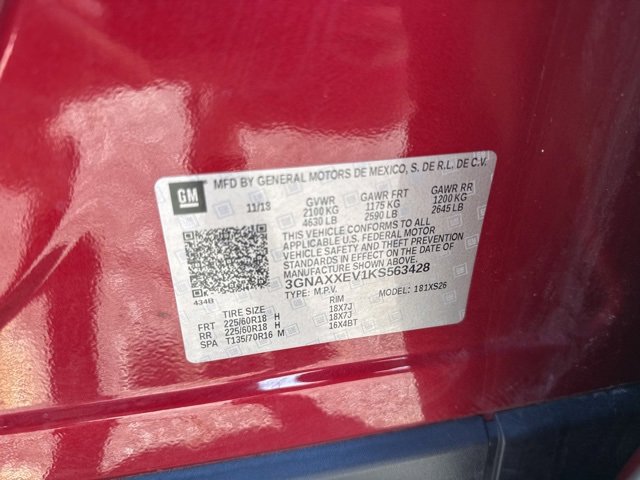 GM
MFD BY GENERAL MOTORS DE MEXICO, S. DE R.L. DE C.V.
11/18 GVWR GAWR FRT GAWR RR
2100 KG 1175 KG 1200 KG
4630 LB 2590 LB 2645 LB
THIS VEHICLE CONFORMS TO ALL
APPLICABLE U.S. FEDERAL MOTOR
VEHICLE SAFETY AND THEFT PREVENTION
STANDARDS IN EFFECT ON THE DATE OF
MANUFACTURE SHOWN ABOVE.
3GNAXXEV1KS563428
K
434B TYPE: M.P.V. MODEL: 181XS26
TIRE SIZE RIM
FRT 225/60R18 H 18X7J
RR 225/60R18 H 18X7J
SPA T135/70R16 M 16X4BT